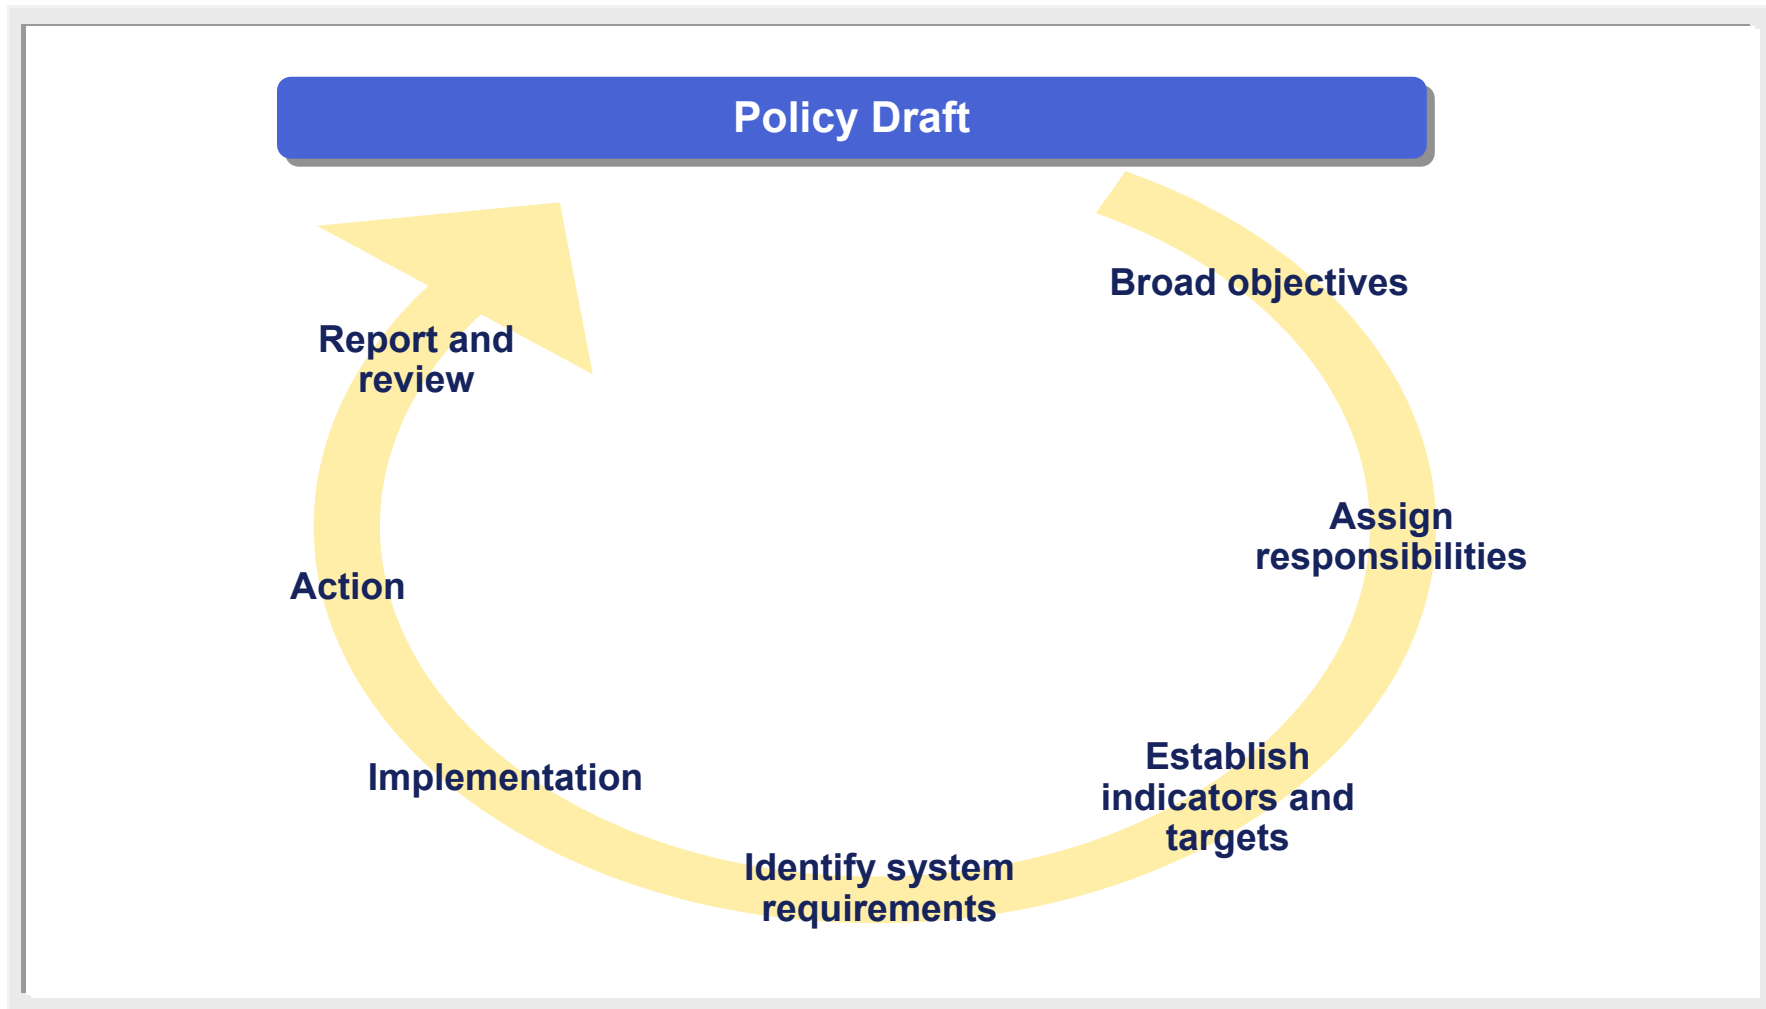 Policy Draft
Broad objectives
Assign
responsibilities
Establish
indicators and
targets
Identify system
requirements
Implementation
Action
Report and
review